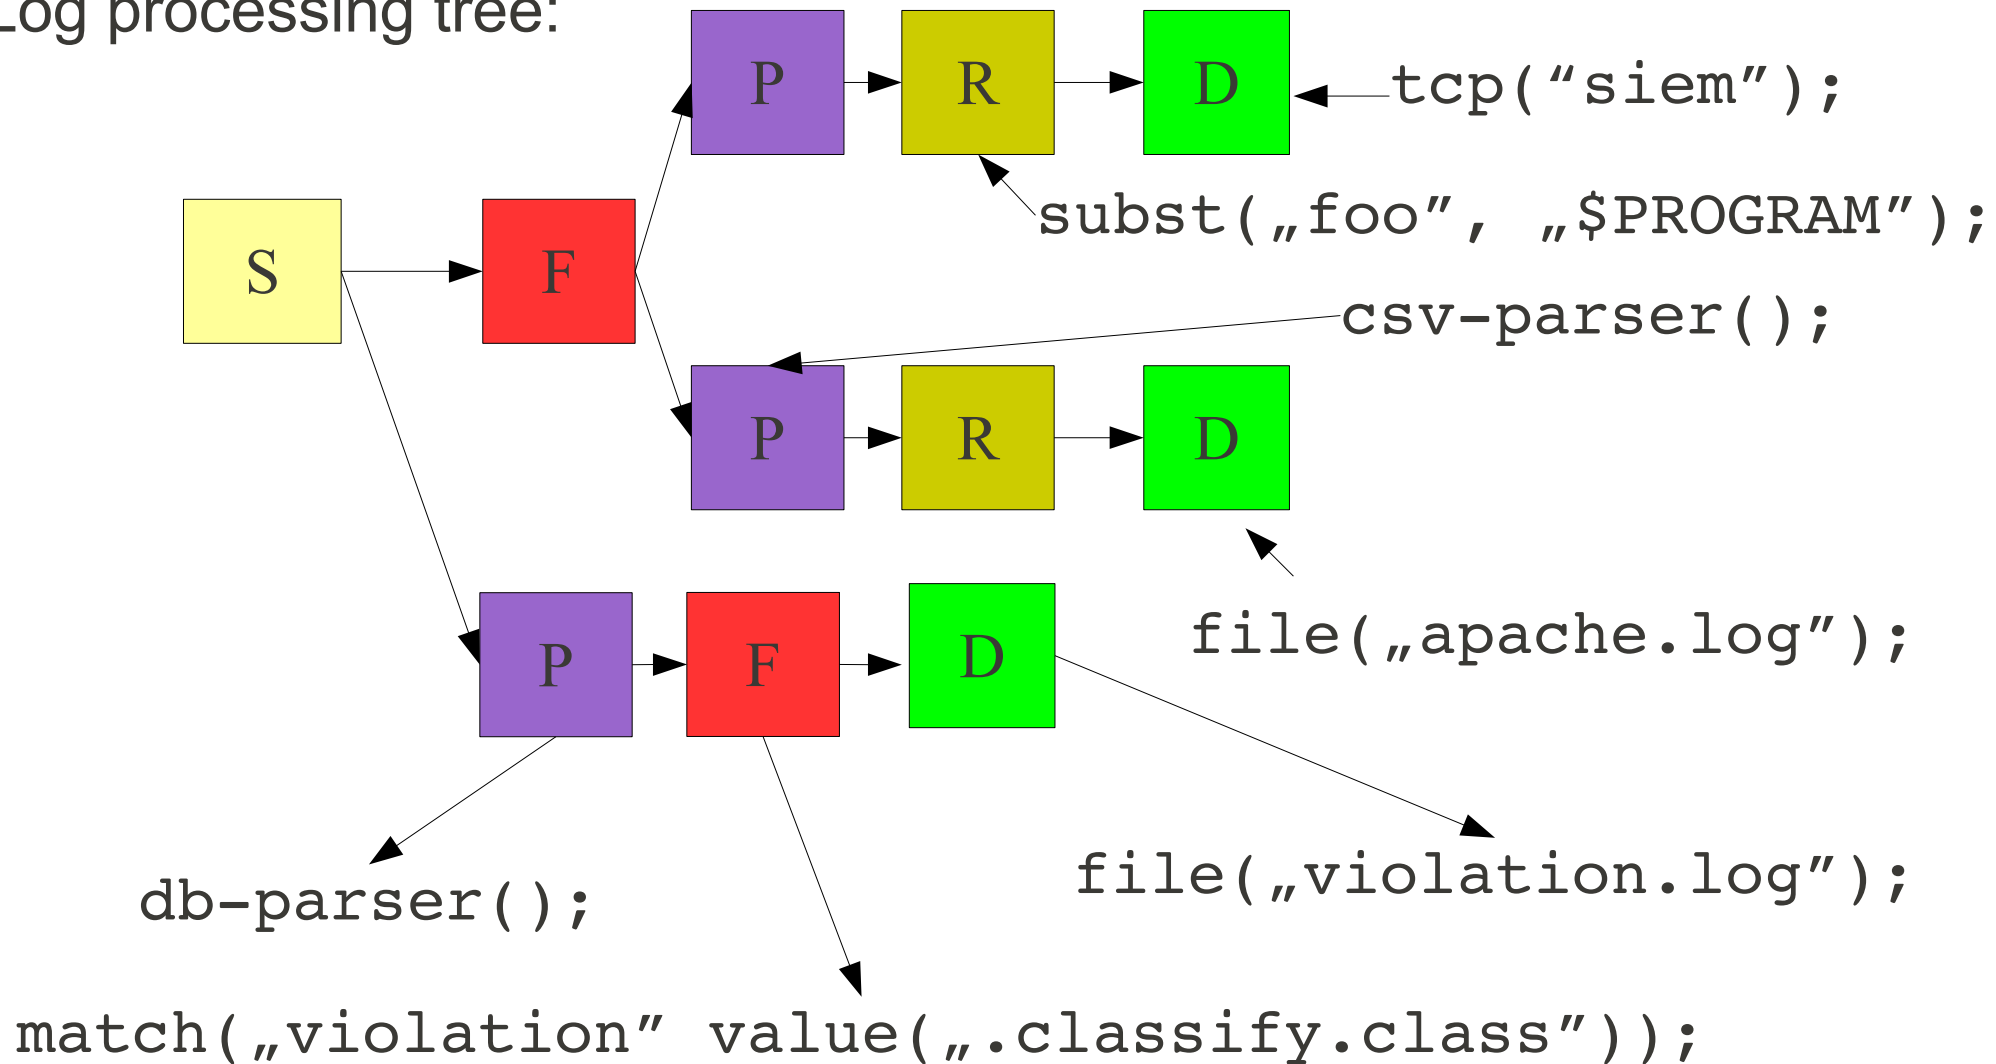 Log processing tree:
P R D
tcp(“siem”);
subst(„foo”, „$PROGRAM”);
S F
csv-parser();
P R D
file(„apache.log”);
P F D
file(„violation.log”);
db-parser();
match(„violation” value(„.classify.class”));